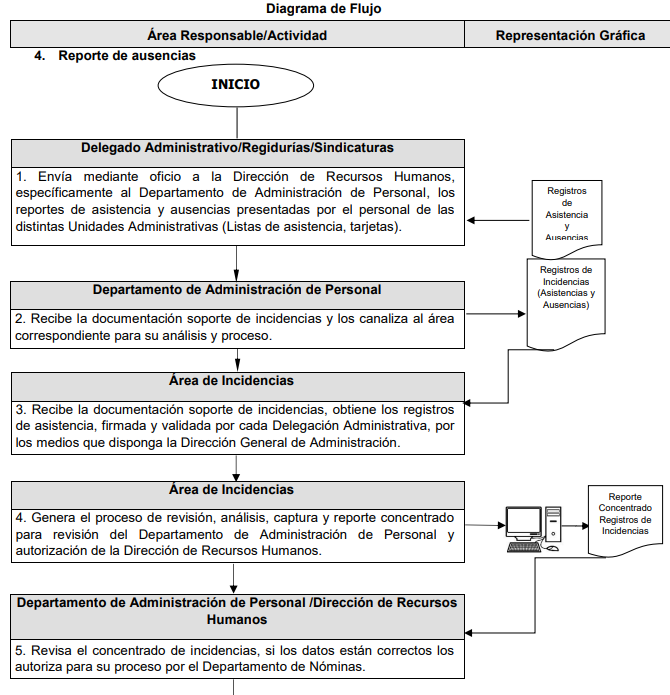 Diagrama de Flujo
Área Responsable/Actividad
Representación Gráfica
4. Reporte de ausencias
INICIO
Delegado Administrativo/Regidurías/Sindicaturas
1. Envía mediante oficio a la Dirección de Recursos Humanos,
específicamente al Departamento de Administración de Personal, los
reportes de asistencia y ausencias presentadas por el personal de las
distintas Unidades Administrativas (Listas de asistencia, tarjetas).
Registros
de
Asistencia
y
Ausencias
Departamento de Administración de Personal
2. Recibe la documentación soporte de incidencias y los canaliza al área
correspondiente para su análisis y proceso.
Registros de
Incidencias
(Asistencias y
Ausencias)
Área de Incidencias
3. Recibe la documentación soporte de incidencias, obtiene los registros
de asistencia, firmada y validada por cada Delegación Administrativa, por
los medios que disponga la Dirección General de Administración.
Área de Incidencias
4. Genera el proceso de revisión, análisis, captura y reporte concentrado
para revisión del Departamento de Administración de Personal y
autorización de la Dirección de Recursos Humanos.
Reporte
Concentrado
Registros de
Incidencias
Departamento de Administración de Personal /Dirección de Recursos
Humanos
5. Revisa el concentrado de incidencias, si los datos están correctos los
autoriza para su proceso por el Departamento de Nóminas.